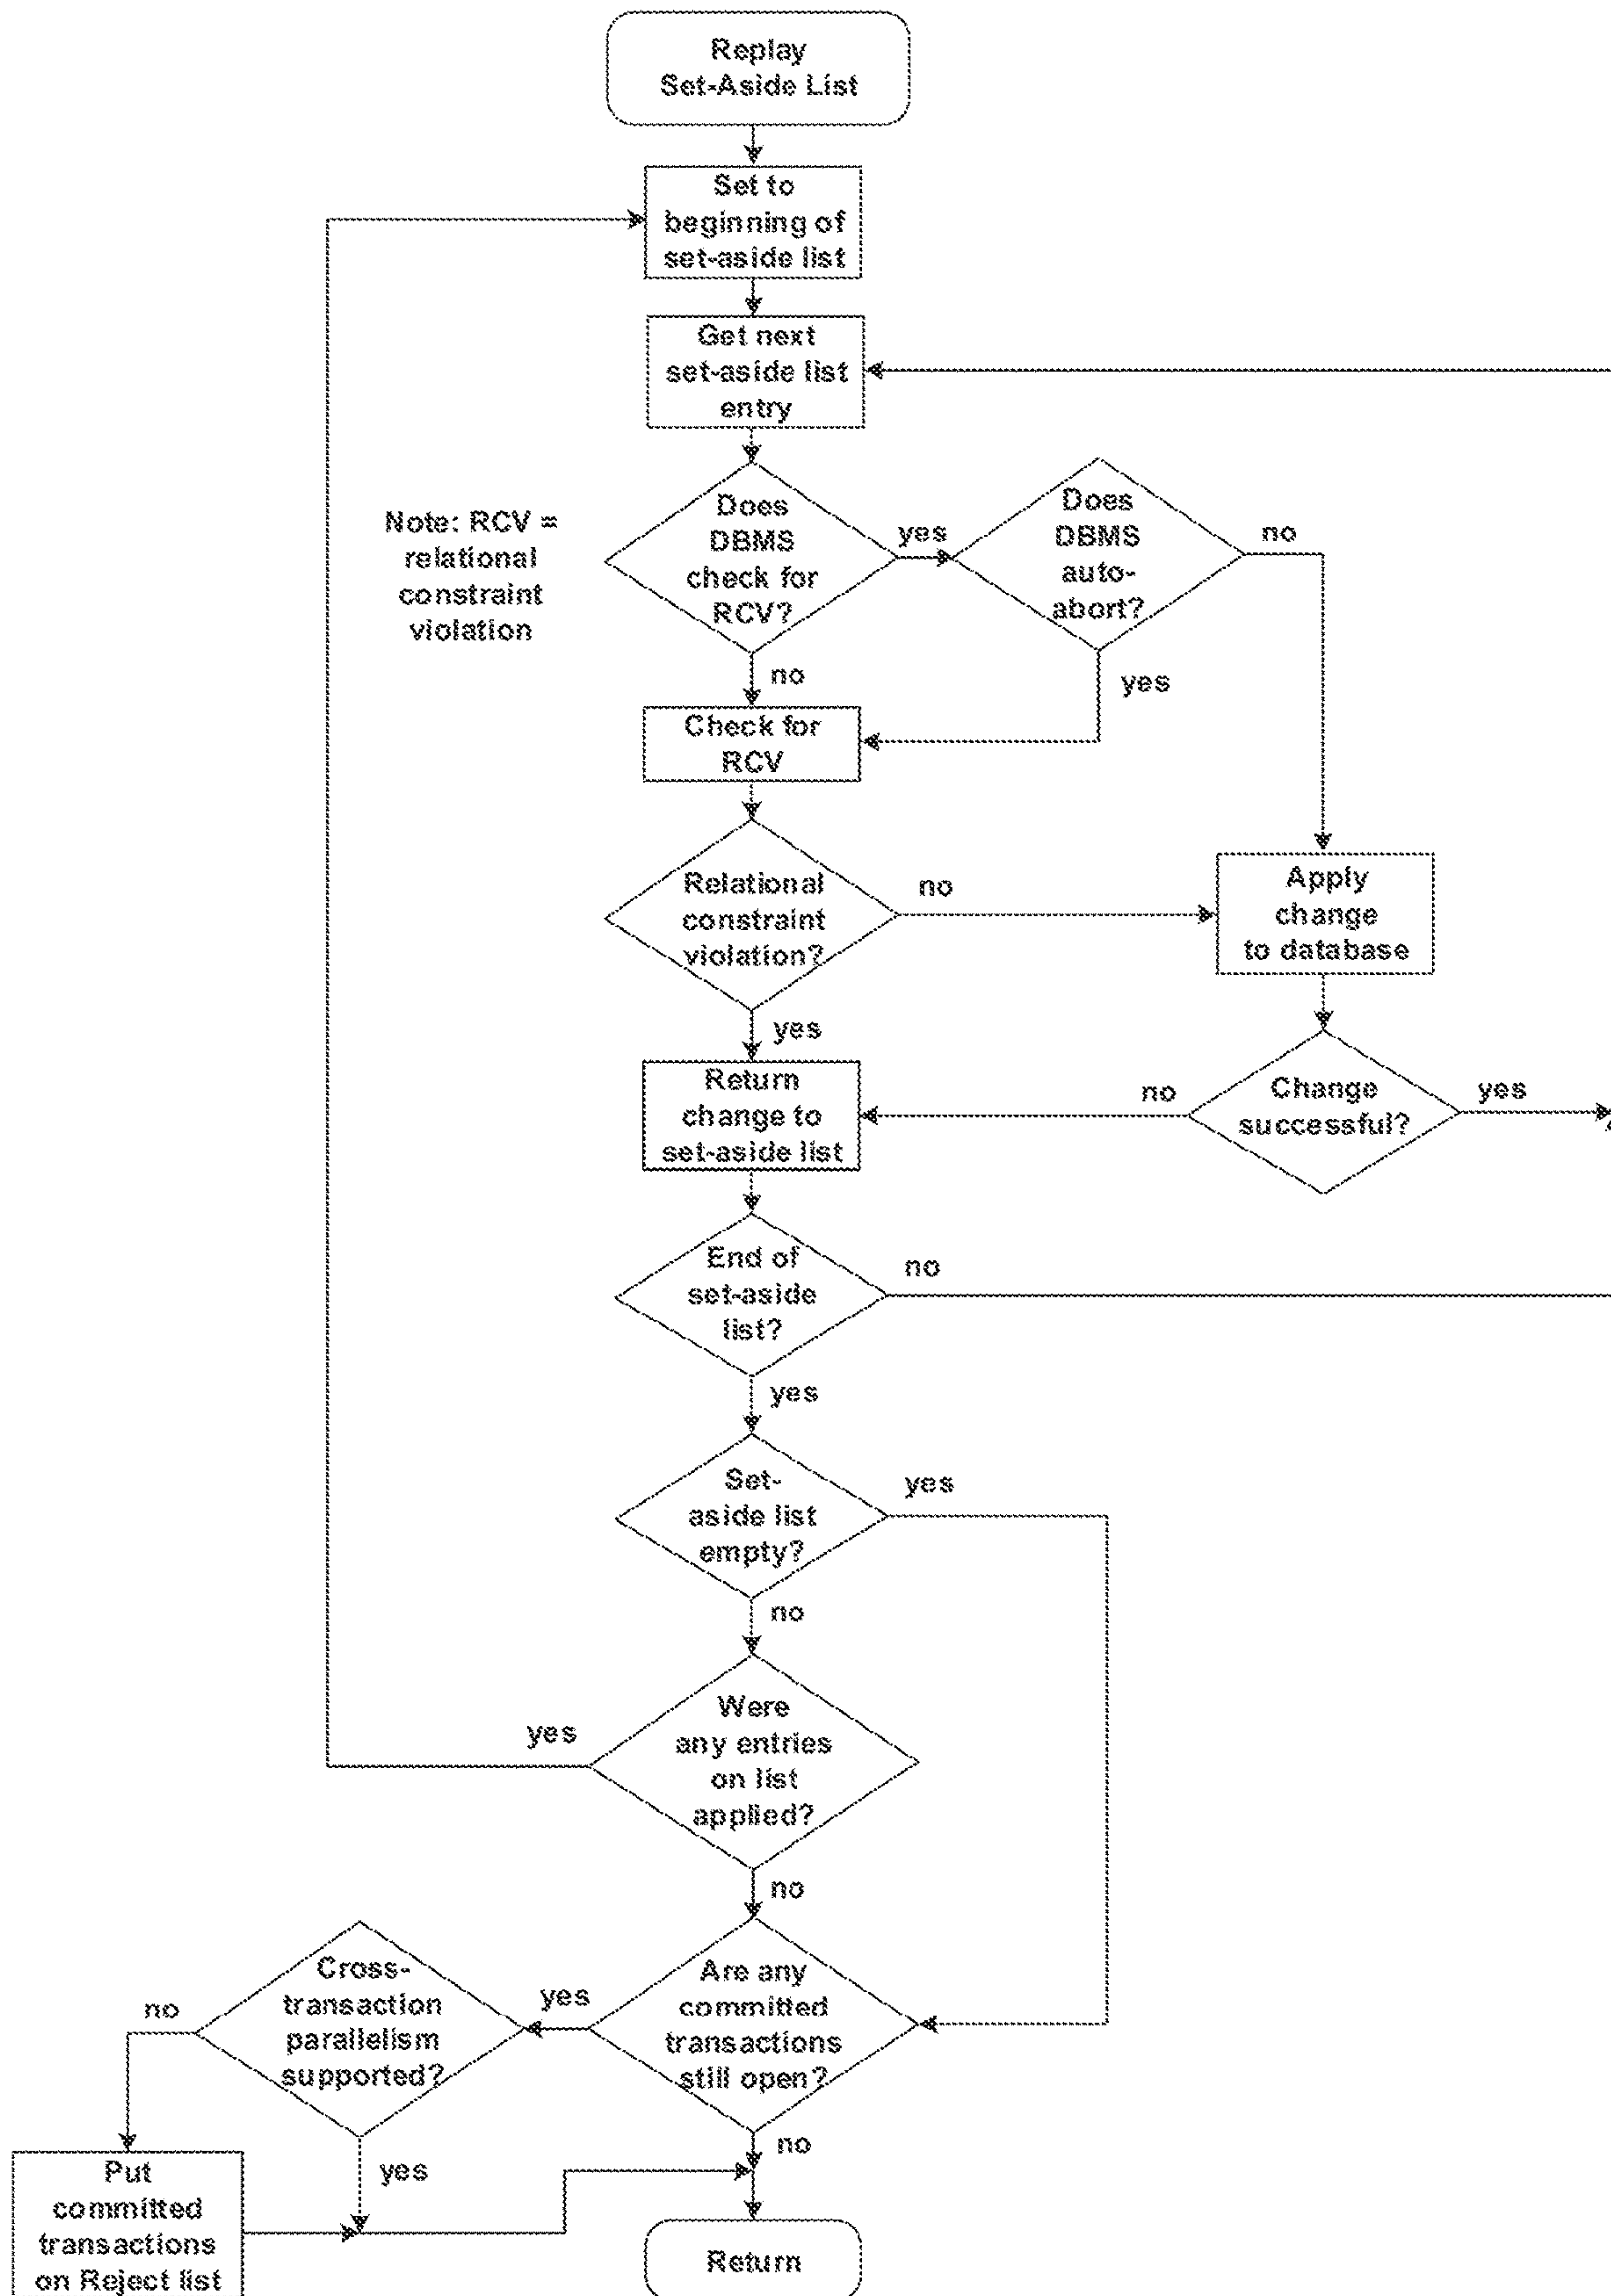 Replay
Set-Aside List
Set to
beginning of
set-aside list
Get next
set-aside list
entry
Note: RCV =
relational
constraint
violation
Does
DBMS
check for
RCV?
yes
Does
DBMS
auto-
abort?
no
no
yes
Check for
RCV
Relational
constraint
violation?
no
Apply
change
to database
yes
Return
change to
set-aside list
no
Change
successful?
yes
End of
set-aside
list?
no
yes
Set-
aside list
empty?
yes
no
Were
any entries
on list
applied?
yes
no
Cross-
transaction
parallelism
supported?
no
yes
Are any
committed
transactions
still open?
no
yes
Put
committed
transactions
on Reject list
Return